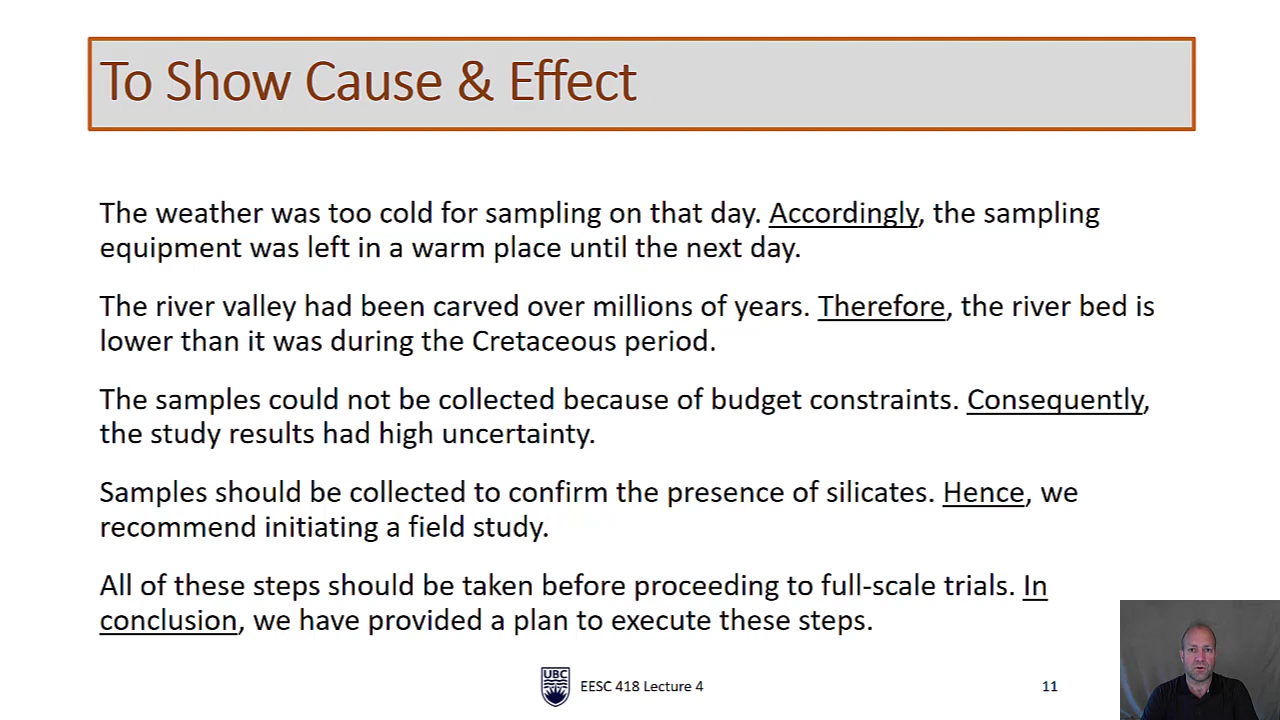 To Show Cause & Effect
The weather was too cold for sampling on that day. Accordingly, the sampling
equipment was left in a warm place until the next day.
The river valley had been carved over millions of years. Therefore, the river bed is
lower than it was during the Cretaceous period.
The samples could not be collected because of budget constraints. Consequently,
the study results had high uncertainty.
Samples should be collected to confirm the presence of silicates. Hence, we
recommend initiating a field study.
All of these steps should be taken before proceeding to full-scale trials. In
conclusion, we have provided a plan to execute these steps.
UBC
EESC 418 Lecture 4
11